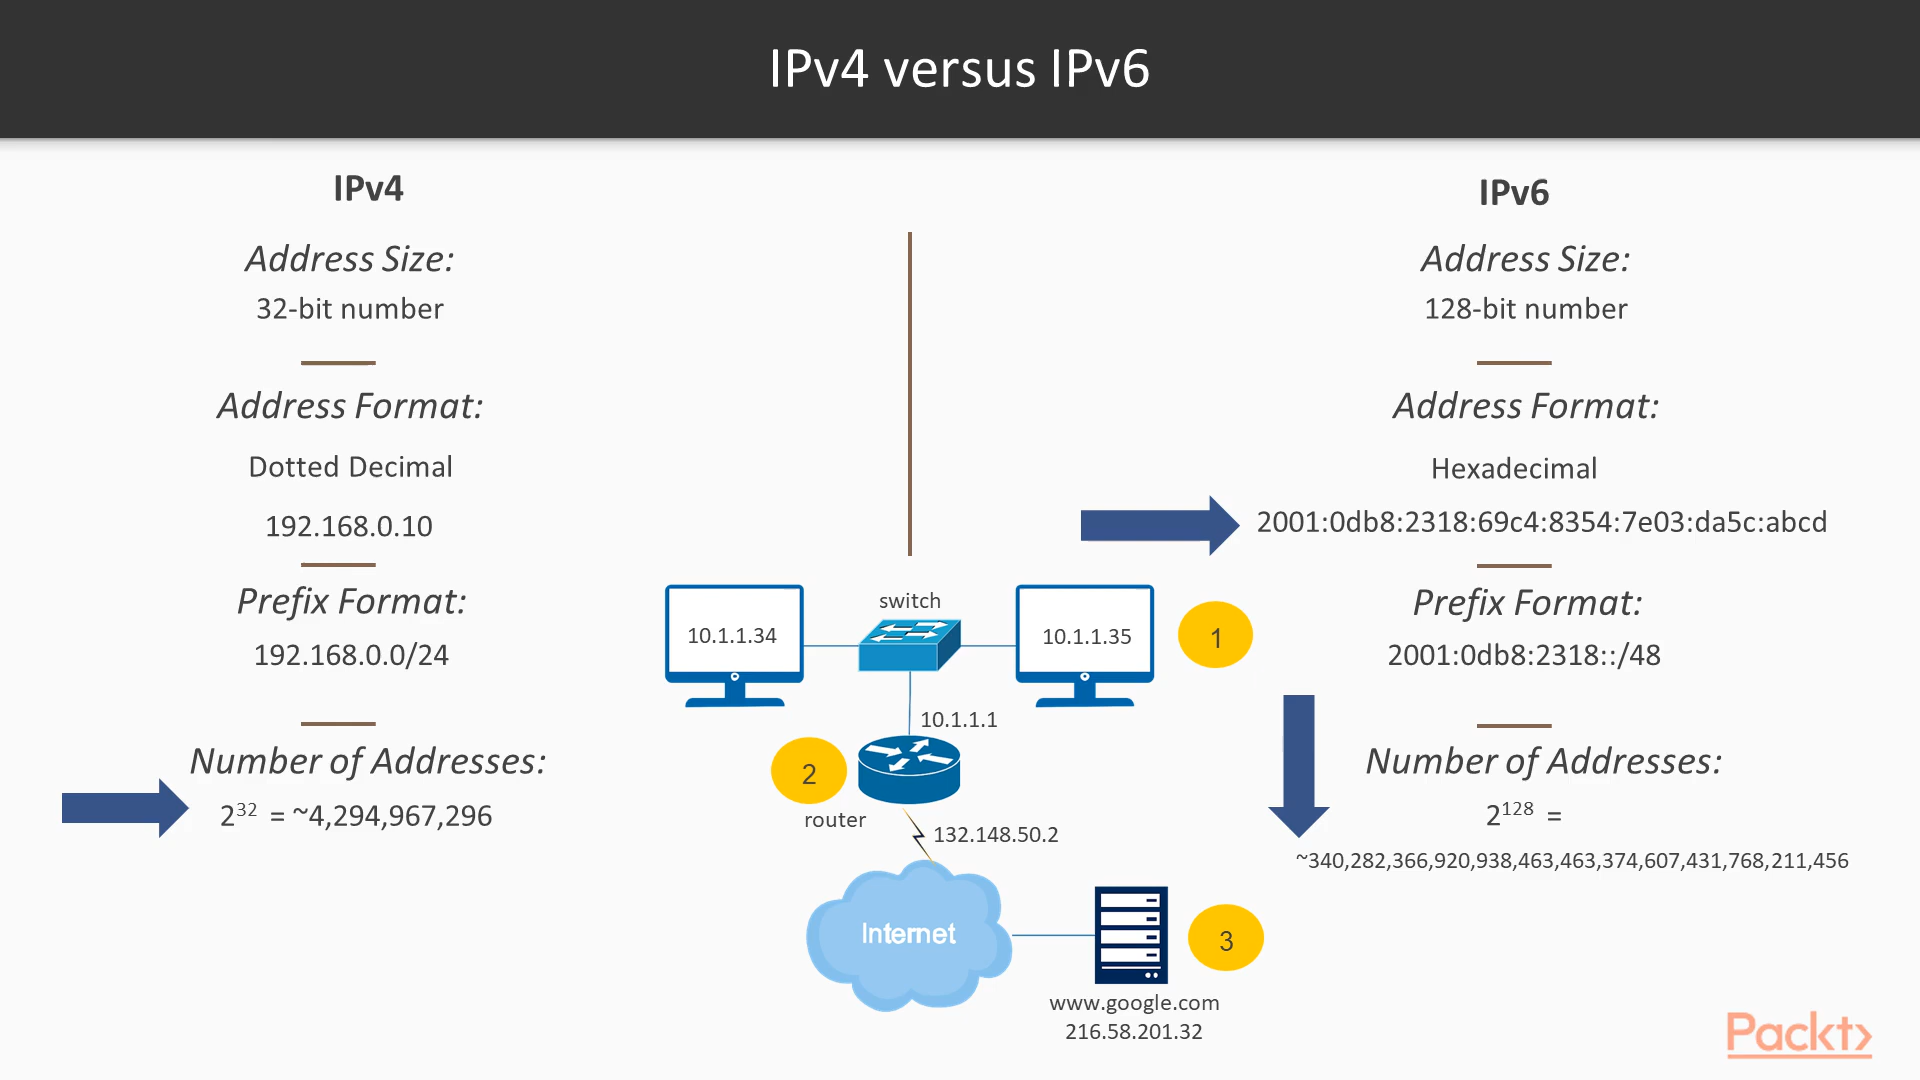 IPv4 versus IPv6
IPv4
Address Size:
32-bit number
Address Format:
Dotted Decimal
192.168.0.10
Prefix Format:
192.168.0.0/24
Number of Addresses:
2³² = ~4,294,967,296
switch
10.1.1.34
10.1.1.35
1
10.1.1.1
2
router
132.148.50.2
Internet
3
www.google.com
216.58.201.32
IPv6
Address Size:
128-bit number
Address Format:
Hexadecimal
2001:0db8:2318:69c4:8354:7e03:da5c:abcd
Prefix Format:
2001:0db8:2318::/48
Number of Addresses:
2¹²⁸ =
~340,282,366,920,938,463,463,374,607,431,768,211,456
Packt>